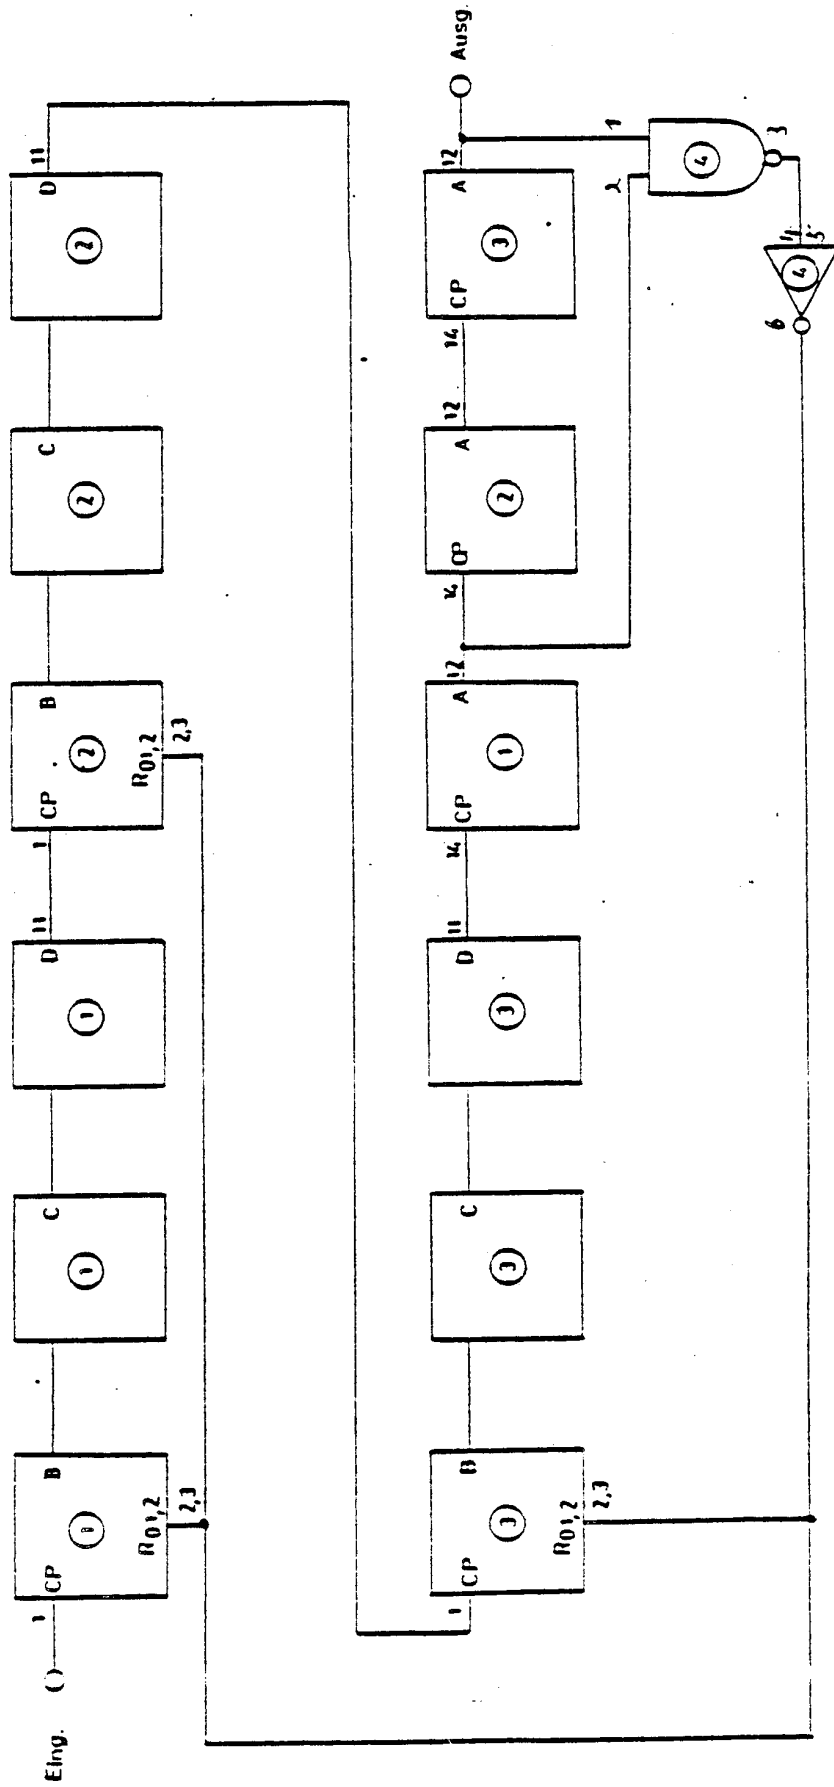 Eing.
1 CP ① B R01,2 2,3
① C
① D 11
1 CP ② B R01,2 2,3
② C
② D 11
1 CP ③ B R01,2 2,3
③ C
③ D 11
14 CP ① A 12
14 CP ② A 12
14 CP ③ A 12
Ausg.
1
2
④ 3
4
5
④ 6